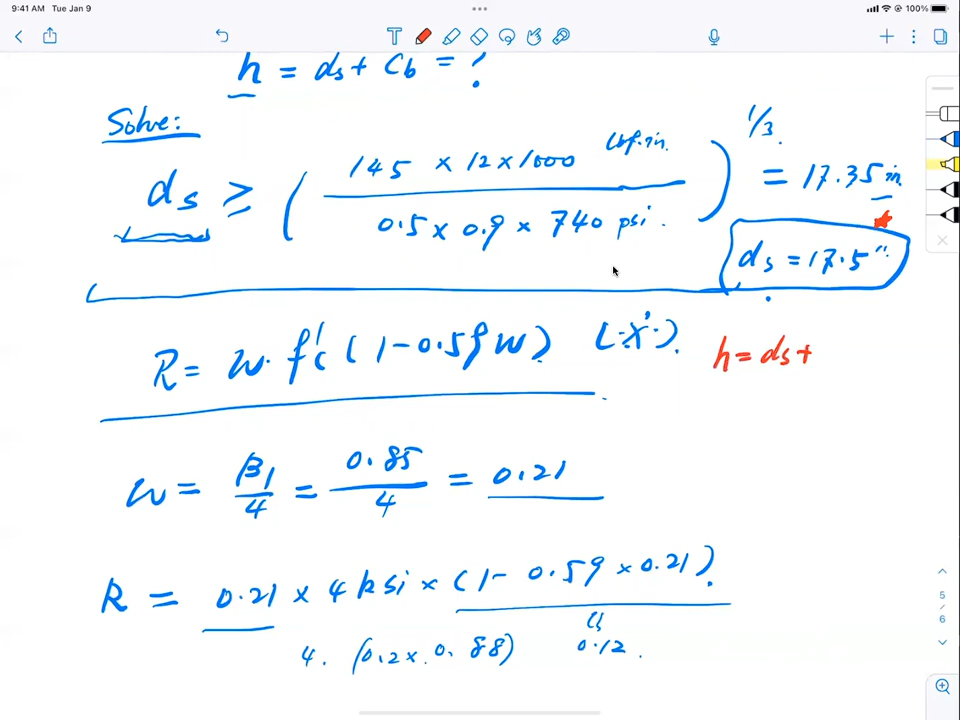 9:41 AM Tue Jan 9
100%
h = ds + Cb = ?
Solve:
ds ≥ ( 145 × 12 × 1000 lbf.in. / 0.5 × 0.9 × 740 psi. ) 1/3. = 17.35 in
ds = 17.5"
R = w · f'c ( 1 - 0.59 w )
h = ds +
w = β1/4 = 0.85/4 = 0.21
R = 0.21 × 4 ksi × ( 1 - 0.59 × 0.21 ).
0.12.
4. (0.2 × 0.88)
5
/
6